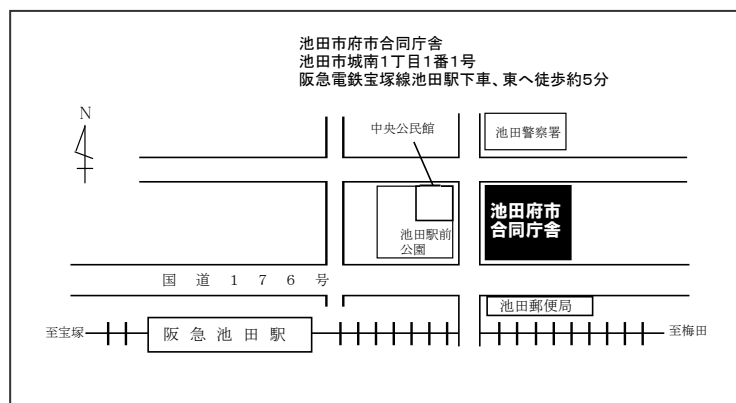 池田市府市合同庁舎
池田市城南1丁目1番1号
阪急電鉄宝塚線池田駅下車、東へ徒歩約5分
N
中央公民館
池田警察署
池田駅前
公園
池田府市
合同庁舎
国道176号
池田郵便局
至宝塚
阪急池田駅
至梅田